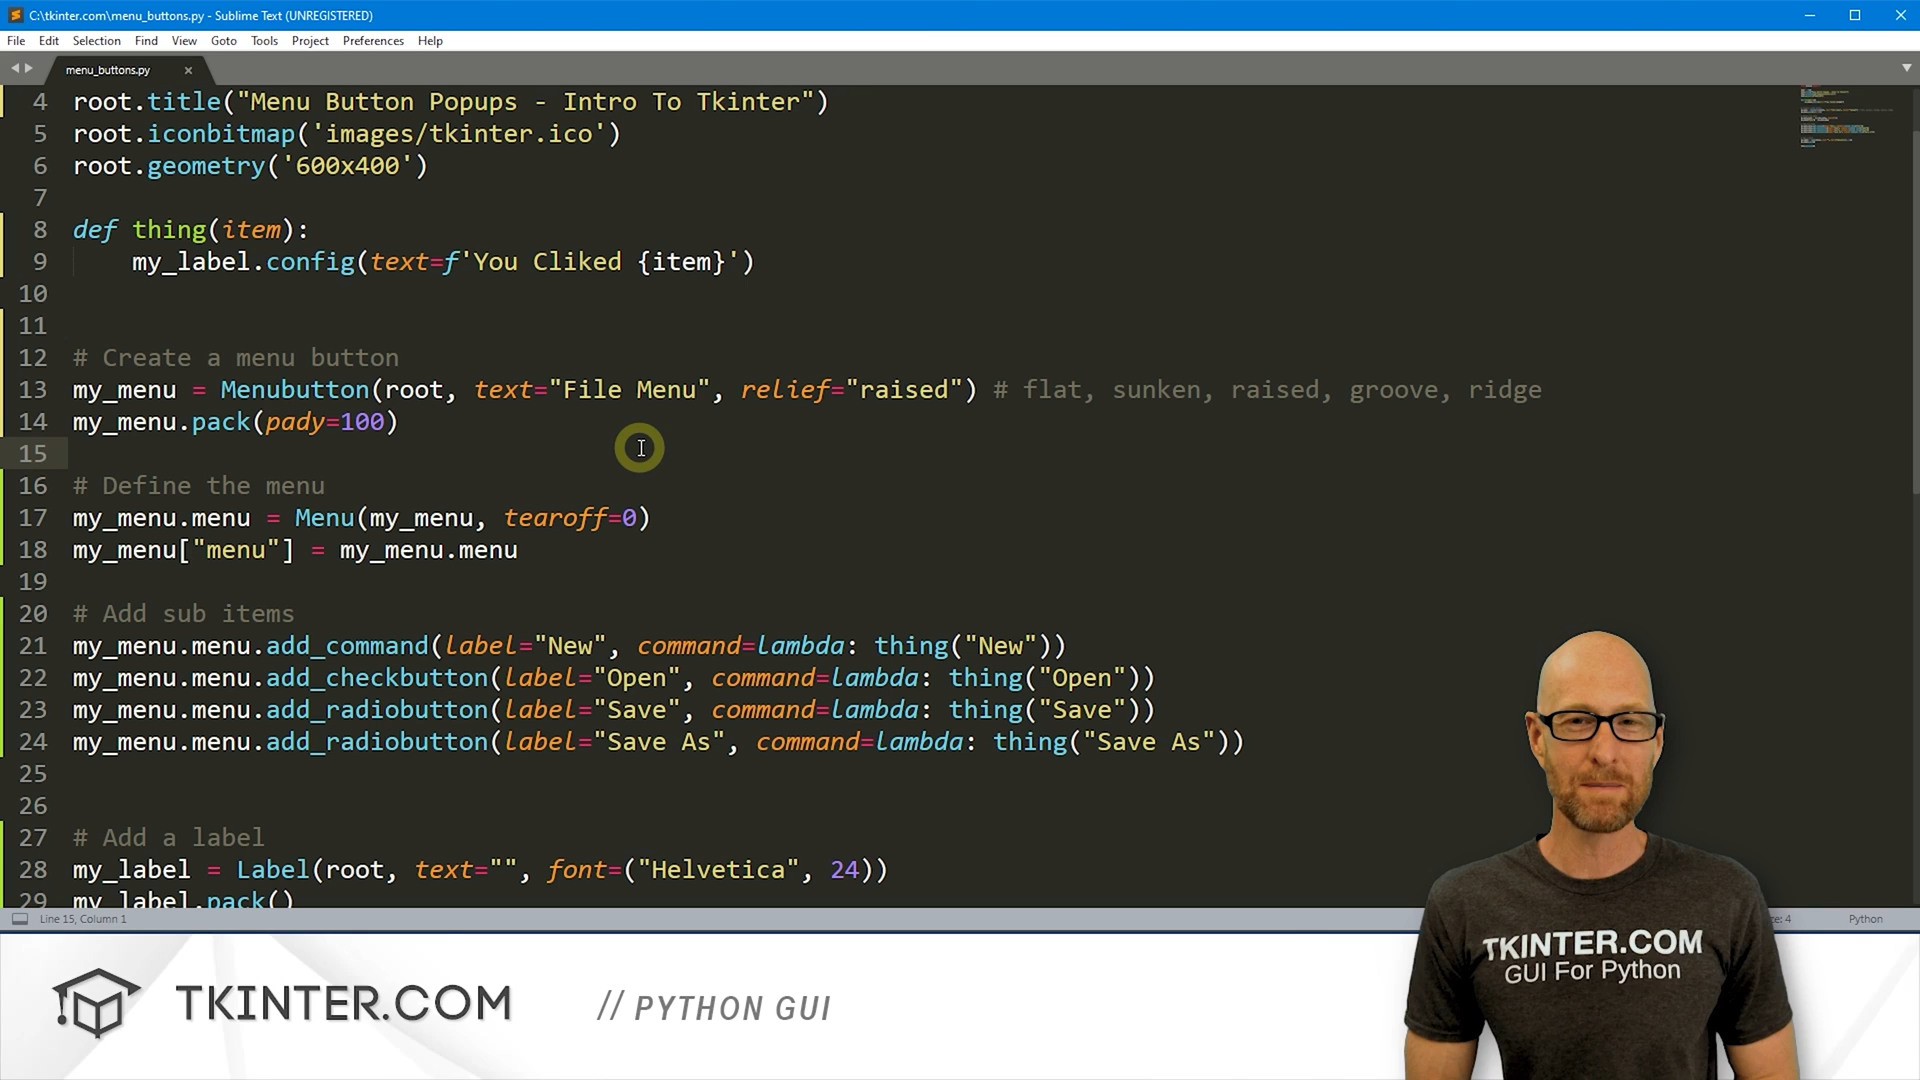 C:\tkinter.com\menu_buttons.py - Sublime Text (UNREGISTERED)
File Edit Selection Find View Goto Tools Project Preferences Help
menu_buttons.py
4 root.title("Menu Button Popups - Intro To Tkinter")
5 root.iconbitmap('images/tkinter.ico')
6 root.geometry('600x400')
7
8 def thing(item):
9     my_label.config(text=f'You Cliked {item}')
10
11
12 # Create a menu button
13 my_menu = Menubutton(root, text="File Menu", relief="raised") # flat, sunken, raised, groove, ridge
14 my_menu.pack(pady=100)
15
16 # Define the menu
17 my_menu.menu = Menu(my_menu, tearoff=0)
18 my_menu["menu"] = my_menu.menu
19
20 # Add sub items
21 my_menu.menu.add_command(label="New", command=lambda: thing("New"))
22 my_menu.menu.add_checkbutton(label="Open", command=lambda: thing("Open"))
23 my_menu.menu.add_radiobutton(label="Save", command=lambda: thing("Save"))
24 my_menu.menu.add_radiobutton(label="Save As", command=lambda: thing("Save As"))
25
26
27 # Add a label
28 my_label = Label(root, text="", font=("Helvetica", 24))
29 my_label.pack()
Line 15, Column 1
4 Python
TKINTER.COM // PYTHON GUI
TKINTER.COM
GUI For Python